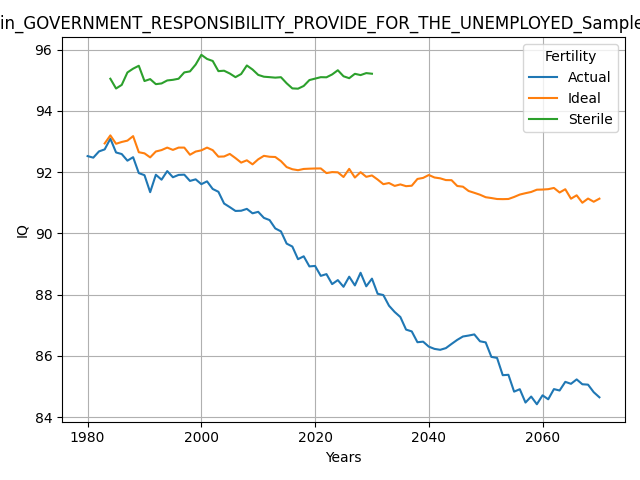 in_GOVERNMENT_RESPONSIBILITY_PROVIDE_FOR_THE_UNEMPLOYED_Sample
Fertility
Actual
Ideal
Sterile
IQ
96
94
92
90
88
86
84
1980
2000
2020
2040
2060
Years